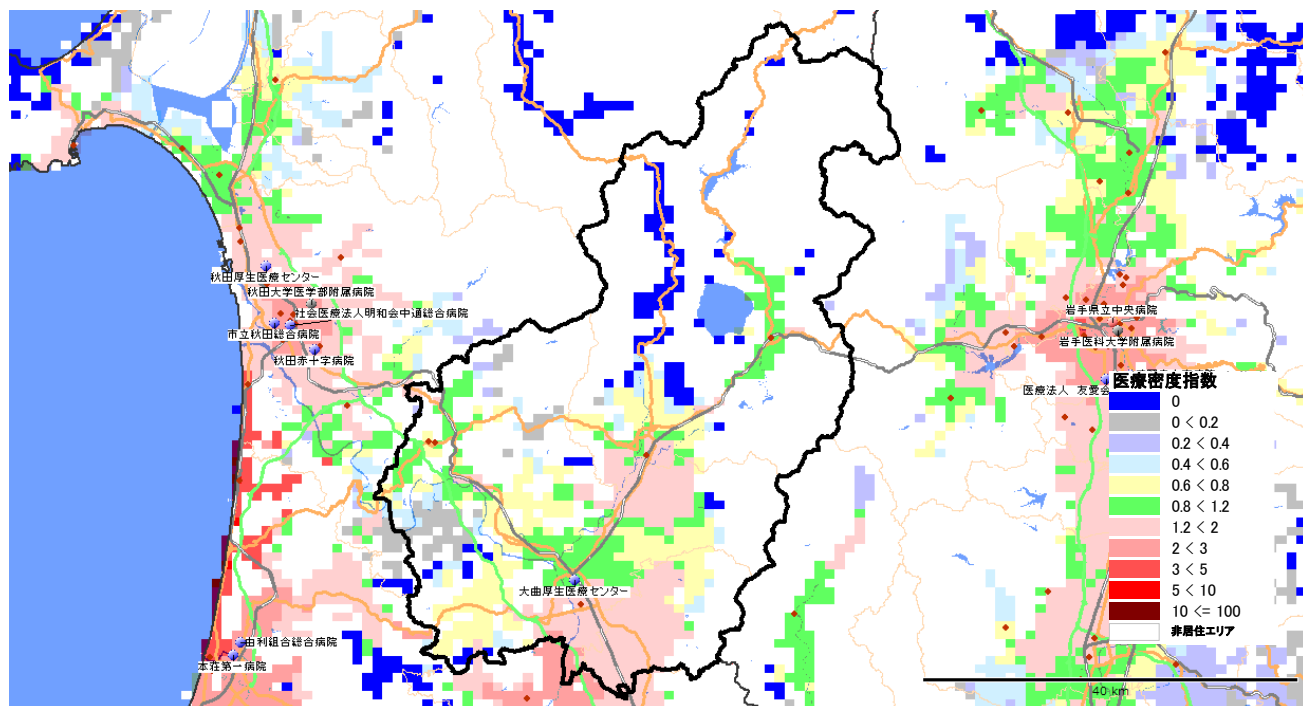 秋田厚生医療センター
秋田大学医学部附属病院
社会医療法人明和会中通総合病院
市立秋田総合病院
秋田赤十字病院
岩手県立中央病院
岩手医科大学附属病院
医療法人 友愛会
大曲厚生医療センター
由利組合総合病院
本荘第一病院
医療密度指数
0
0 < 0.2
0.2 < 0.4
0.4 < 0.6
0.6 < 0.8
0.8 < 1.2
1.2 < 2
2 < 3
3 < 5
5 < 10
10 <= 100
非居住エリア
40 km